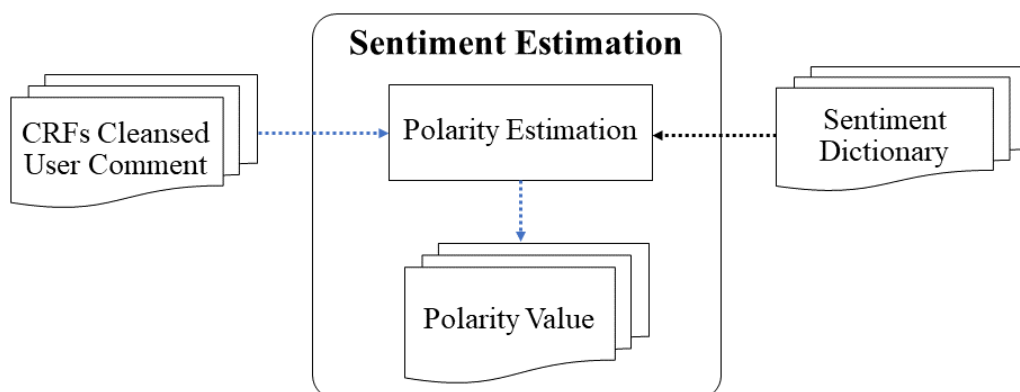 Sentiment Estimation
CRFs Cleansed
User Comment
Polarity Estimation
Sentiment
Dictionary
Polarity Value